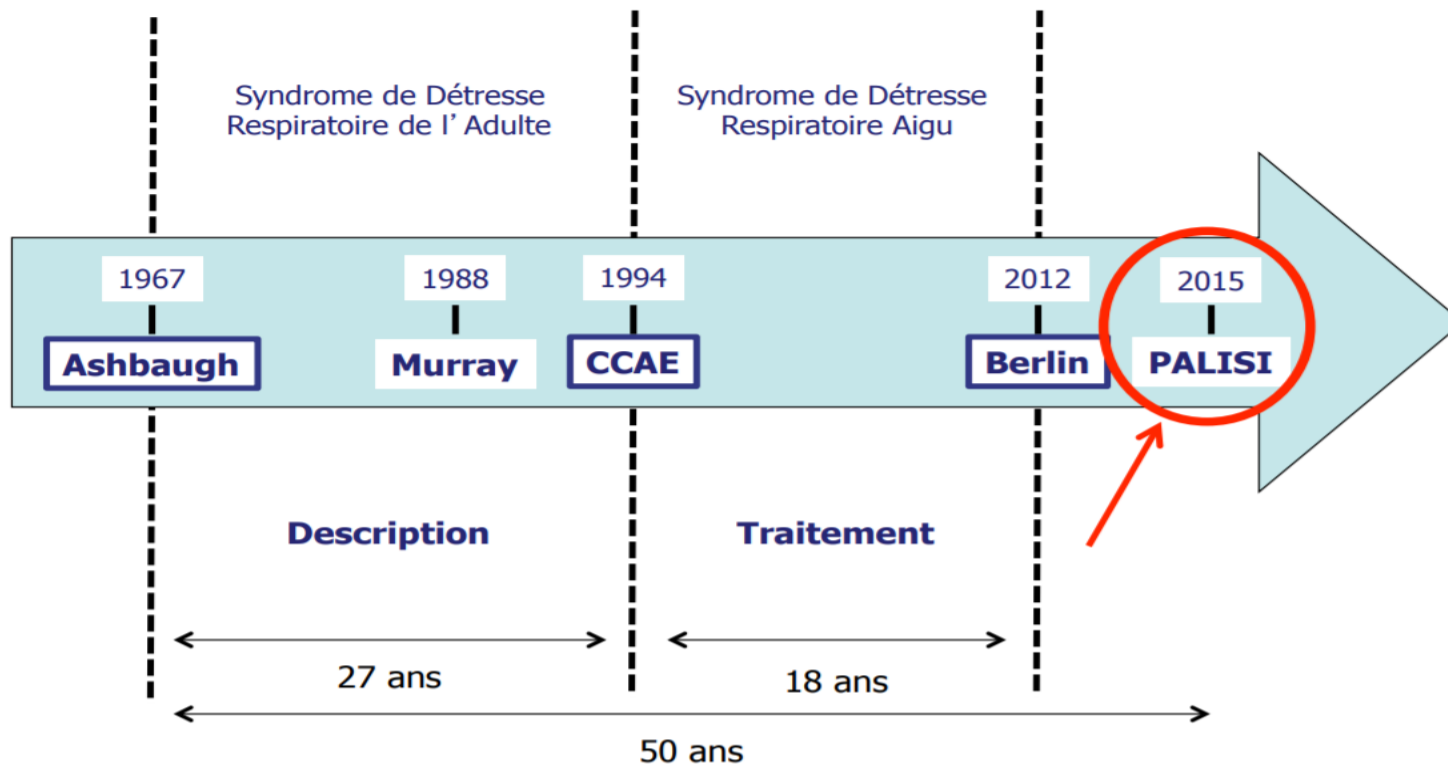 Syndrome de Détresse
Respiratoire de l’ Adulte
Syndrome de Détresse
Respiratoire Aigu
1967
1988
1994
2012
2015
Ashbaugh
Murray
CCAE
Berlin
PALISI
Description
Traitement
27 ans
18 ans
50 ans